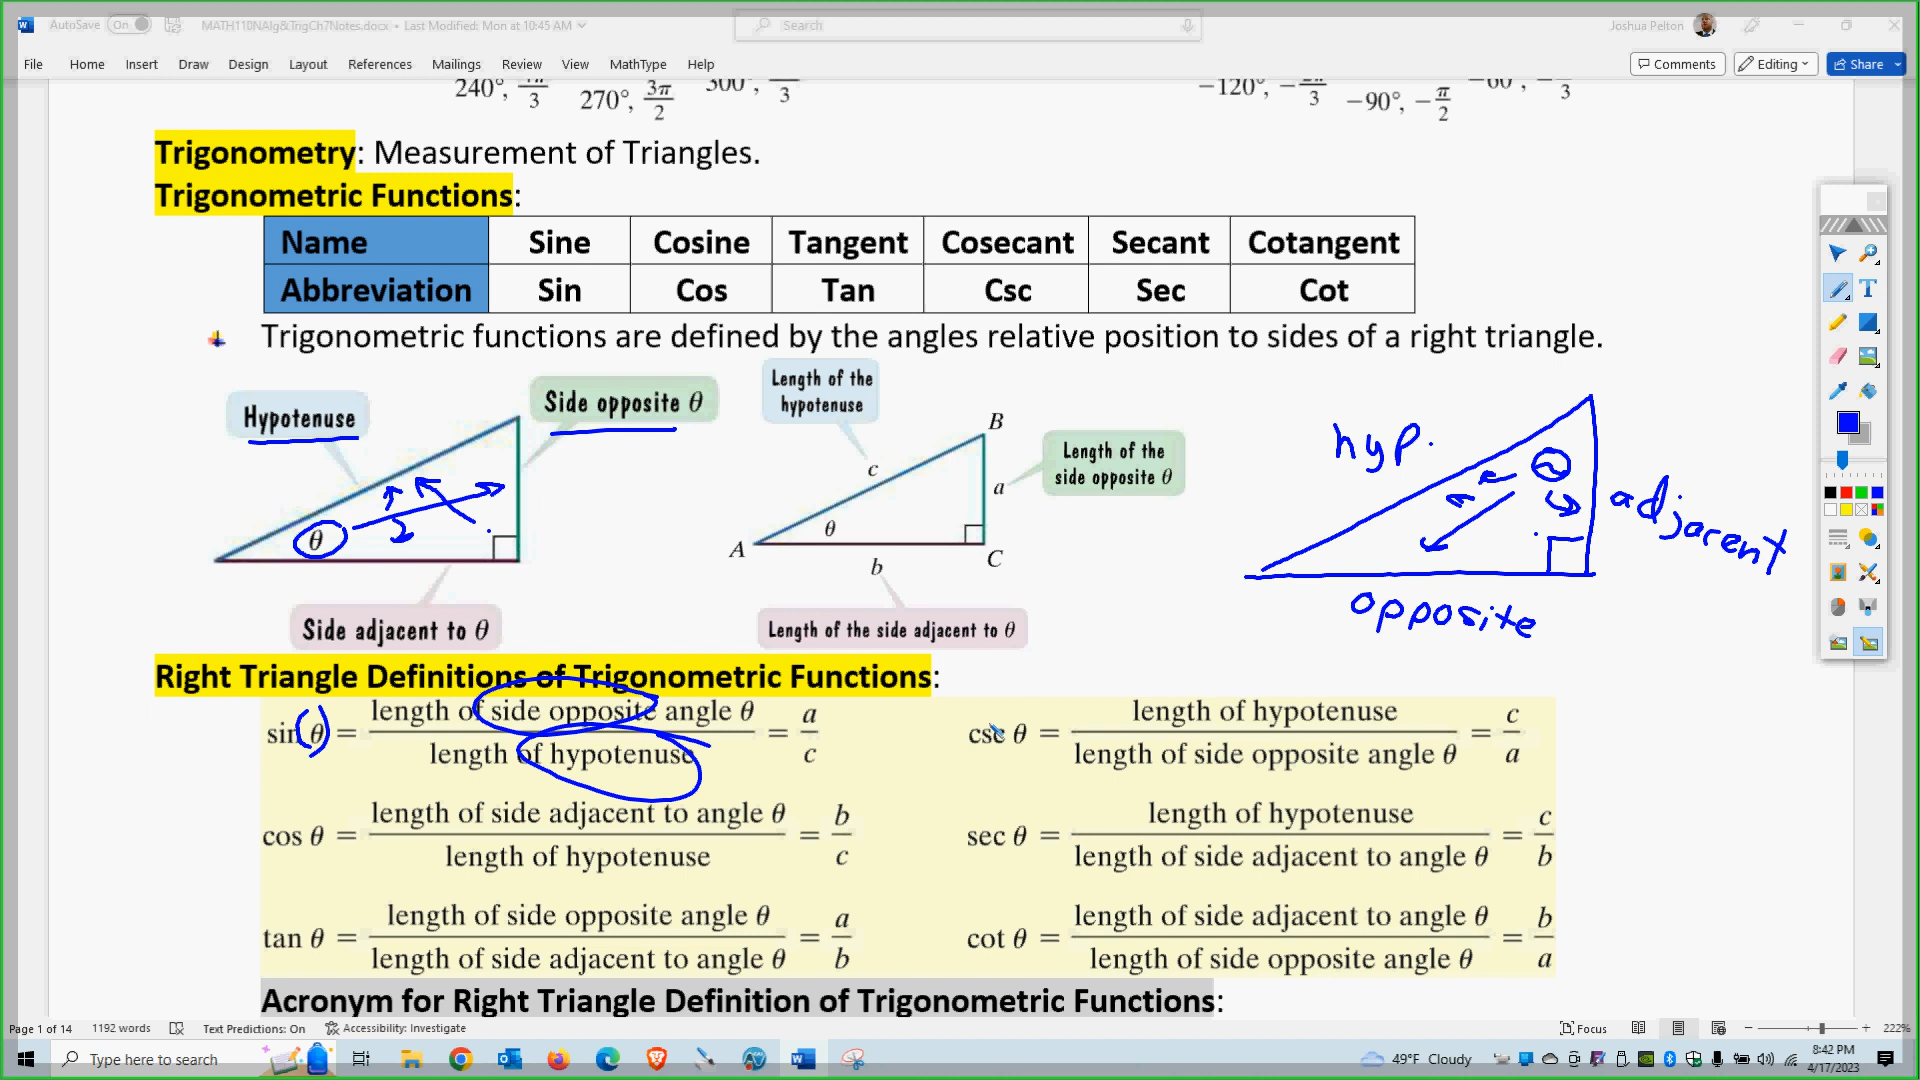 AutoSave On MATH110NAlg&TrigCh7Notes.docx • Last Modified: Mon at 10:45 AM Search Joshua Pelton
File Home Insert Draw Design Layout References Mailings Review View MathType Help Comments Editing Share
240°, 3 270°, 3π/2 300°, 3 −120°, − 3 −90°, −π/2 −60°, − 3
Trigonometry: Measurement of Triangles.
Trigonometric Functions:
Name Sine Cosine Tangent Cosecant Secant Cotangent
Abbreviation Sin Cos Tan Csc Sec Cot
Trigonometric functions are defined by the angles relative position to sides of a right triangle.
Hypotenuse
Side opposite θ
θ
Side adjacent to θ
Length of the
hypotenuse
B
c
a
Length of the
side opposite θ
A
θ
b
C
Length of the side adjacent to θ
hyp.
adjacent
opposite
Right Triangle Definitions of Trigonometric Functions:
sin(θ) = length of side opposite angle θ / length of hypotenuse = a/c
csc θ = length of hypotenuse / length of side opposite angle θ = c/a
cos θ = length of side adjacent to angle θ / length of hypotenuse = b/c
sec θ = length of hypotenuse / length of side adjacent to angle θ = c/b
tan θ = length of side opposite angle θ / length of side adjacent to angle θ = a/b
cot θ = length of side adjacent to angle θ / length of side opposite angle θ = b/a
Acronym for Right Triangle Definition of Trigonometric Functions:
Page 1 of 14 1192 words Text Predictions: On Accessibility: Investigate Focus 222%
Type here to search 49°F Cloudy 8:42 PM
4/17/2023